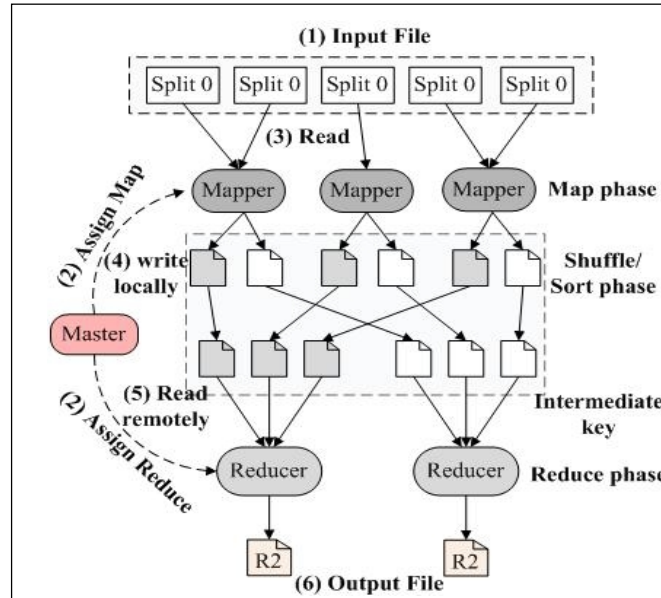 (1) Input File
Split 0 Split 0 Split 0 Split 0 Split 0
(3) Read
Mapper Mapper Mapper Map phase
(2) Assign Map
(4) write
locally
Shuffle/
Sort phase
Master
(5) Read
remotely
Intermediate
key
(2) Assign Reduce
Reducer Reducer Reduce phase
R2 R2
(6) Output File